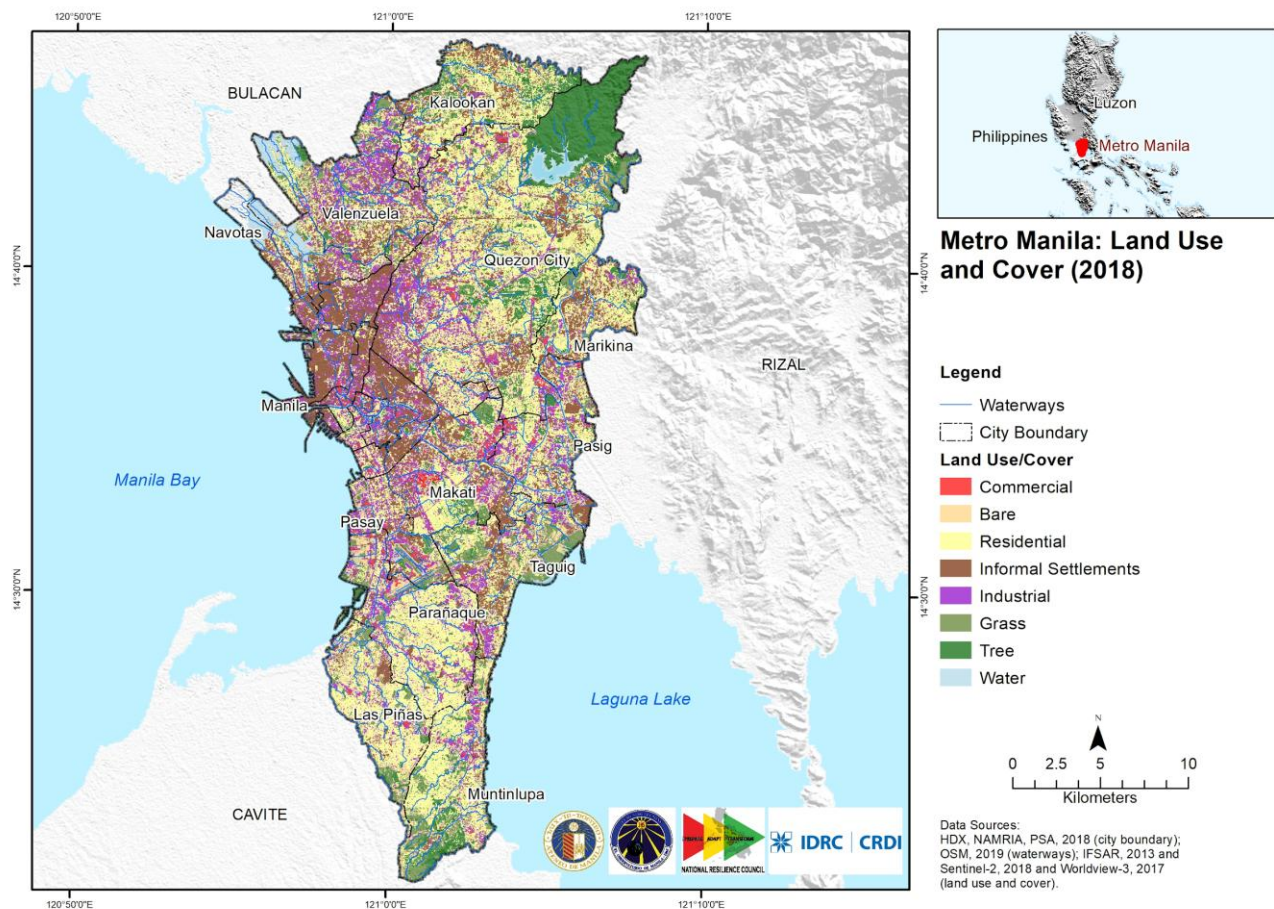 120°50'0"E
121°0'0"E
121°10'0"E
BULACAN
Kalookan
Navotas
Valenzuela
Quezon City
14°40'0"N
14°40'0"N
Marikina
RIZAL
Manila
Pasig
Manila Bay
Makati
Pasay
Taguig
14°30'0"N
14°30'0"N
Parañaque
Laguna Lake
Las Piñas
Muntinlupa
CAVITE
NATIONAL RESILIENCE COUNCIL
IDRC | CRDI
120°50'0"E
121°0'0"E
121°10'0"E
Luzon
Philippines
Metro Manila
Metro Manila: Land Use
and Cover (2018)
Legend
Waterways
City Boundary
Land Use/Cover
Commercial
Bare
Residential
Informal Settlements
Industrial
Grass
Tree
Water
N
0 2.5 5 10
Kilometers
Data Sources:
HDX, NAMRIA, PSA, 2018 (city boundary);
OSM, 2019 (waterways); IFSAR, 2013 and
Sentinel-2, 2018 and Worldview-3, 2017
(land use and cover).